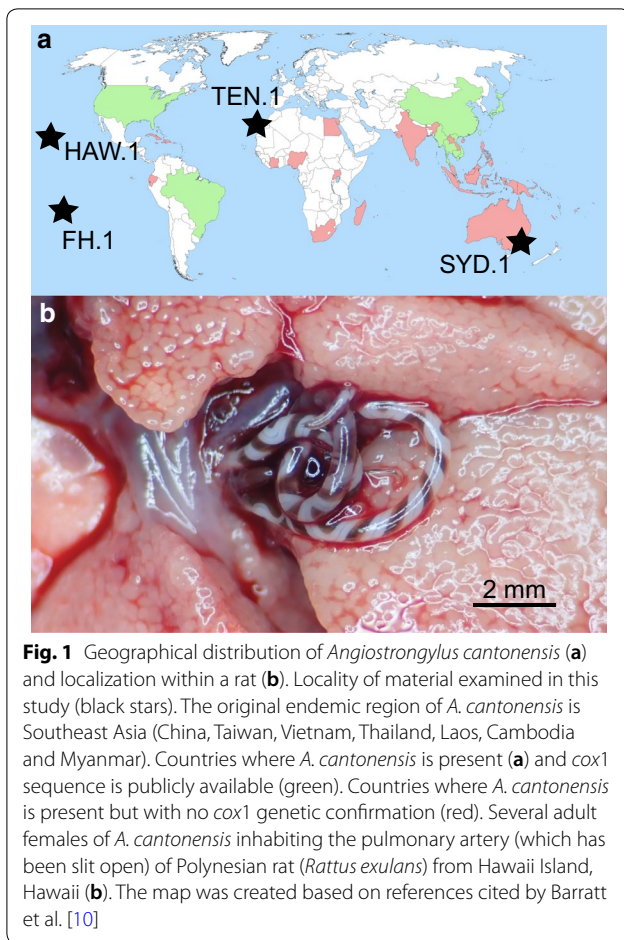 a
TEN.1
HAW.1
FH.1
SYD.1
b
2 mm
Fig. 1 Geographical distribution of Angiostrongylus cantonensis (a)
and localization within a rat (b). Locality of material examined in this
study (black stars). The original endemic region of A. cantonensis is
Southeast Asia (China, Taiwan, Vietnam, Thailand, Laos, Cambodia
and Myanmar). Countries where A. cantonensis is present (a) and cox1
sequence is publicly available (green). Countries where A. cantonensis
is present but with no cox1 genetic confirmation (red). Several adult
females of A. cantonensis inhabiting the pulmonary artery (which has
been slit open) of Polynesian rat (Rattus exulans) from Hawaii Island,
Hawaii (b). The map was created based on references cited by Barratt
et al. [10]